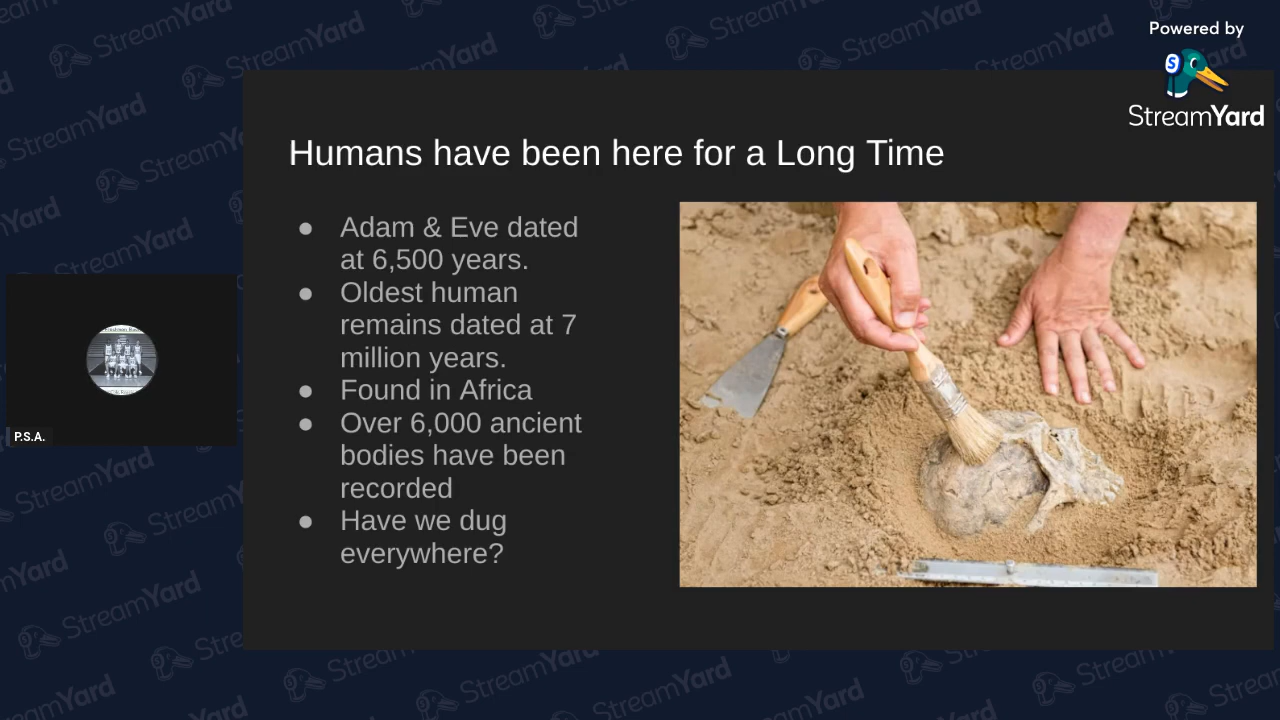 Powered by
StreamYard
Humans have been here for a Long Time
● Adam & Eve dated
at 6,500 years.
● Oldest human
remains dated at 7
million years.
● Found in Africa
● Over 6,000 ancient
bodies have been
recorded
● Have we dug
everywhere?
P.S.A.